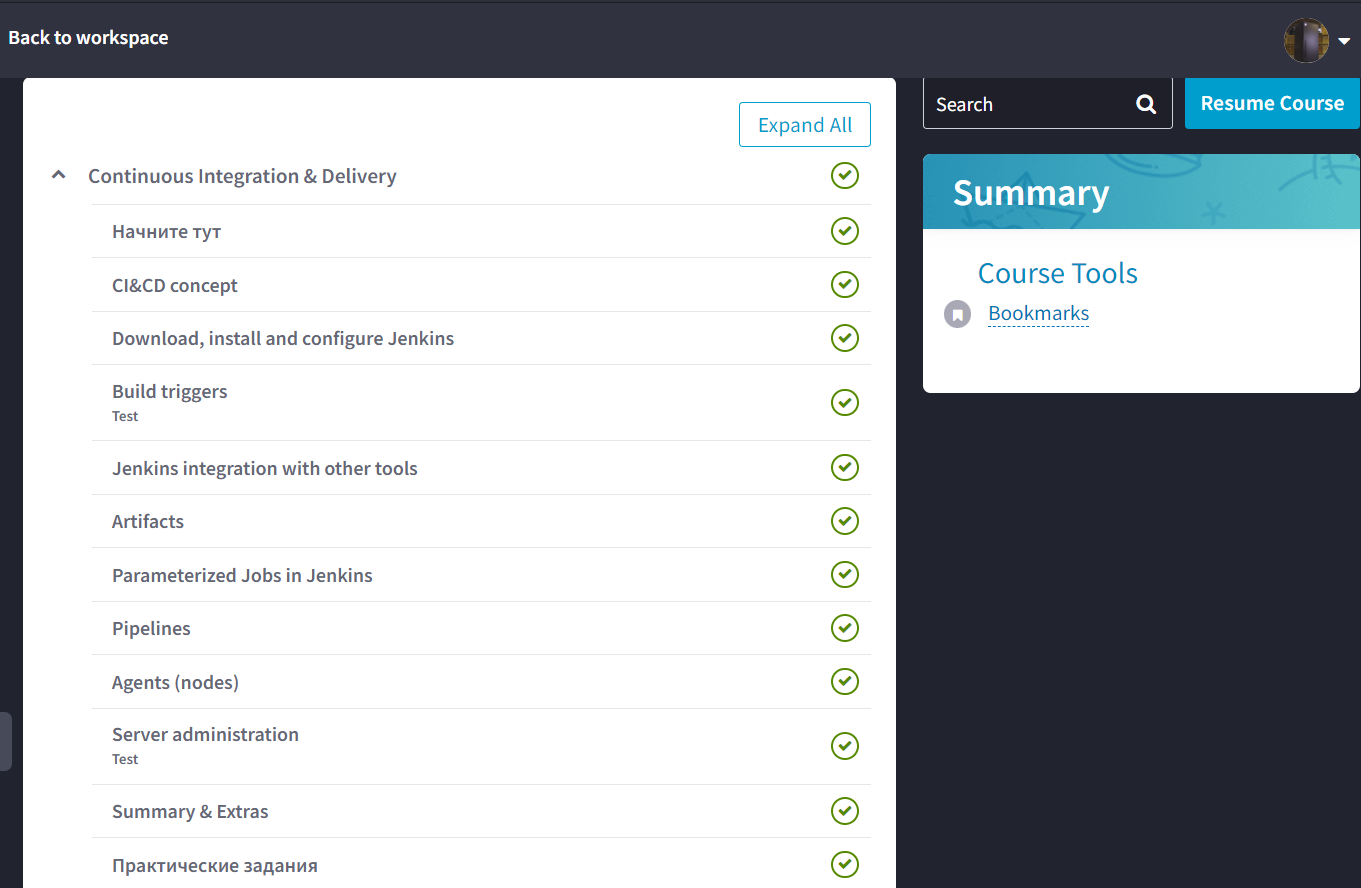 Back to workspace
Search
Resume Course
Expand All
Continuous Integration & Delivery
Начните тут
CI&CD concept
Download, install and configure Jenkins
Build triggers
Test
Jenkins integration with other tools
Artifacts
Parameterized Jobs in Jenkins
Pipelines
Agents (nodes)
Server administration
Test
Summary & Extras
Практические задания
Summary
Course Tools
Bookmarks